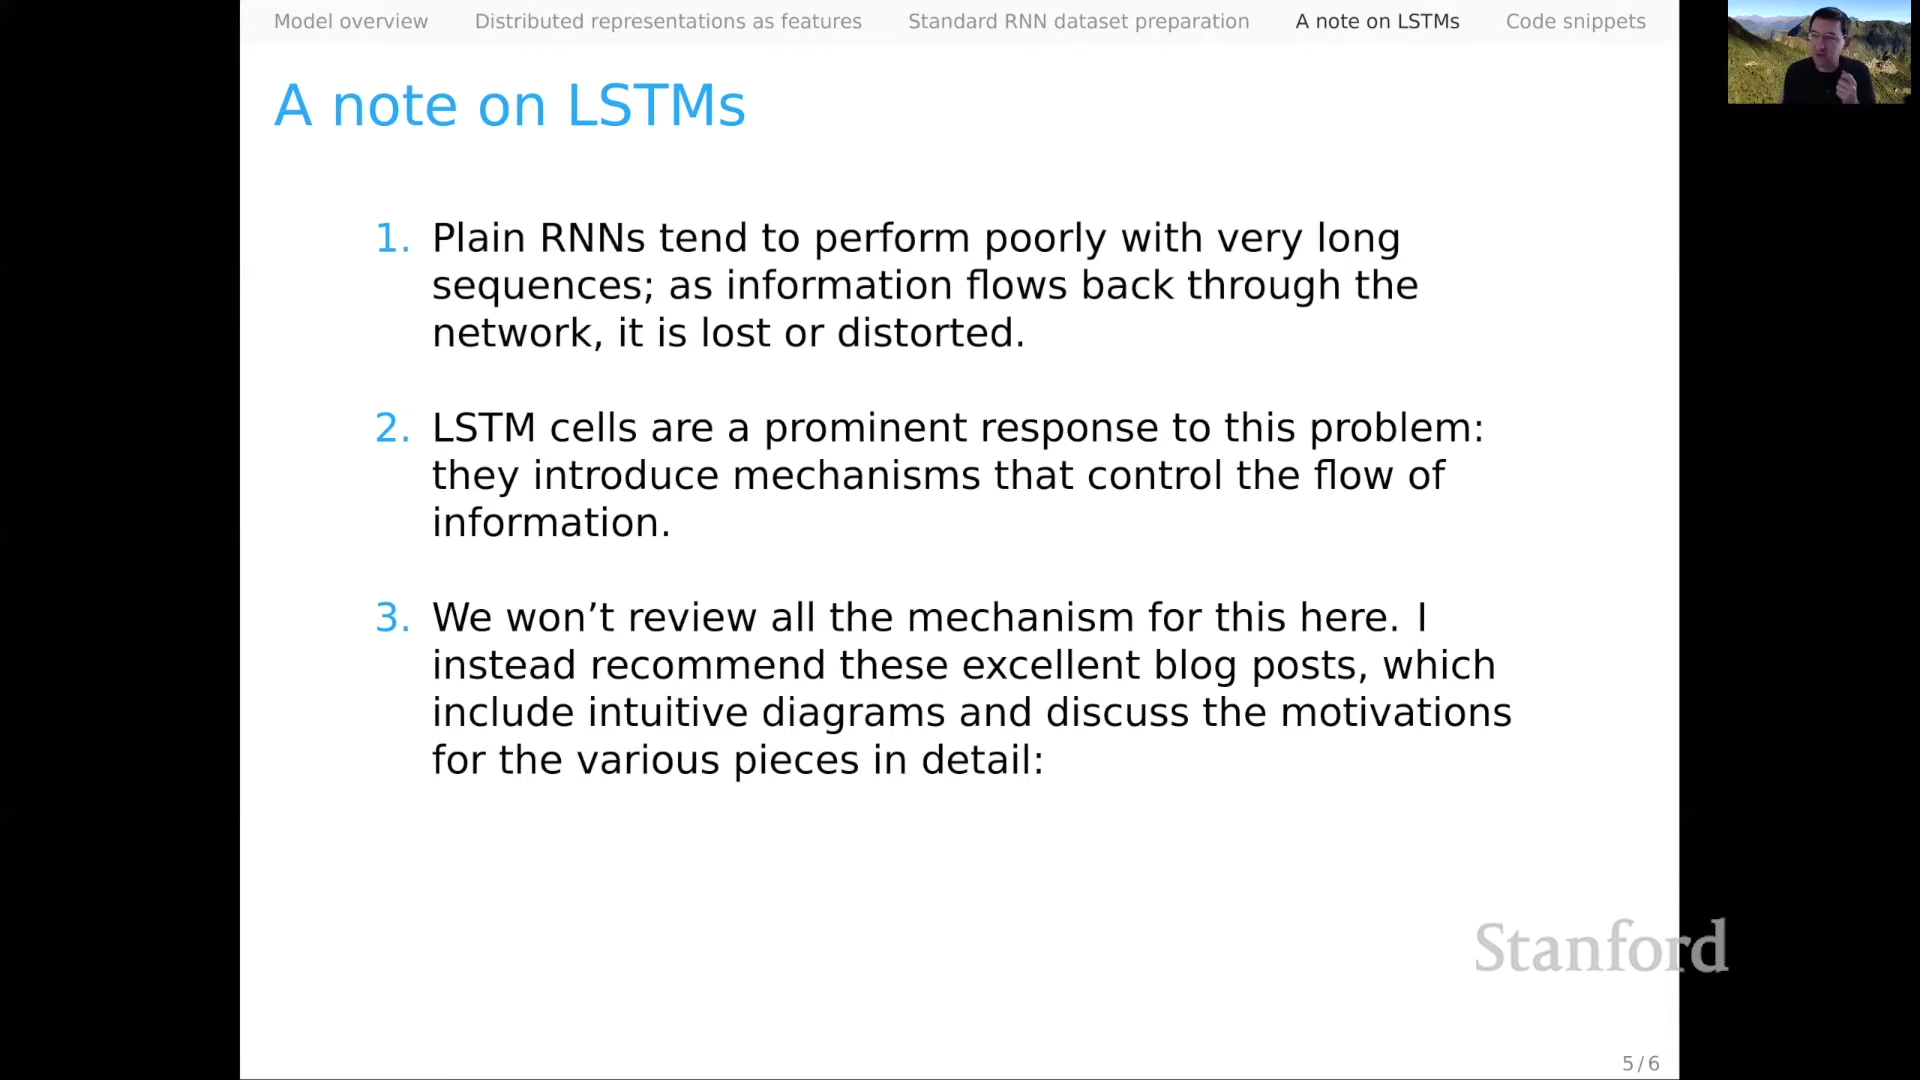 Model overview Distributed representations as features Standard RNN dataset preparation A note on LSTMs Code snippets
A note on LSTMs
1. Plain RNNs tend to perform poorly with very long
sequences; as information flows back through the
network, it is lost or distorted.
2. LSTM cells are a prominent response to this problem:
they introduce mechanisms that control the flow of
information.
3. We won’t review all the mechanism for this here. I
instead recommend these excellent blog posts, which
include intuitive diagrams and discuss the motivations
for the various pieces in detail:
Stanford
5 / 6